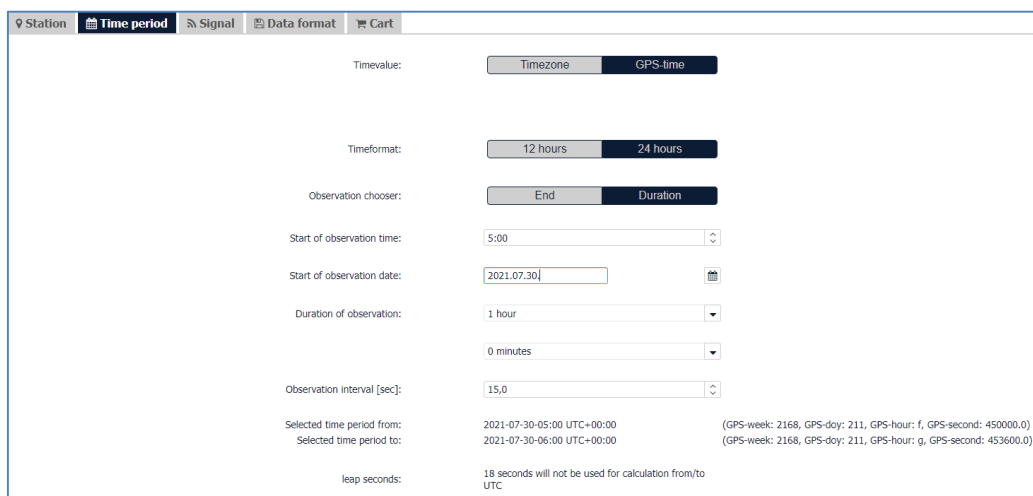 Station Time period Signal Data format Cart
Timevalue: Timezone GPS-time
Timeformat: 12 hours 24 hours
Observation chooser: End Duration
Start of observation time: 5:00
Start of observation date: 2021.07.30.
Duration of observation: 1 hour
0 minutes
Observation interval [sec]: 15,0
Selected time period from: 2021-07-30-05:00 UTC+00:00 (GPS-week: 2168, GPS-doy: 211, GPS-hour: f, GPS-second: 450000.0)
Selected time period to: 2021-07-30-06:00 UTC+00:00 (GPS-week: 2168, GPS-doy: 211, GPS-hour: g, GPS-second: 453600.0)
leap seconds: 18 seconds will not be used for calculation from/to
UTC